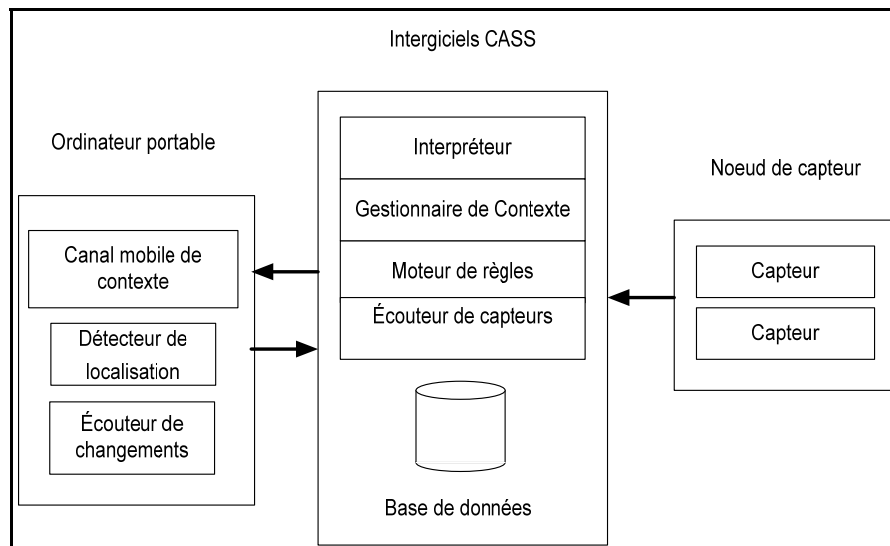 Intergiciels CASS
Ordinateur portable
Canal mobile de
contexte
Détecteur de
localisation
Écouteur de
changements
Interpréteur
Gestionnaire de Contexte
Moteur de règles
Écouteur de capteurs
Base de données
Noeud de capteur
Capteur
Capteur